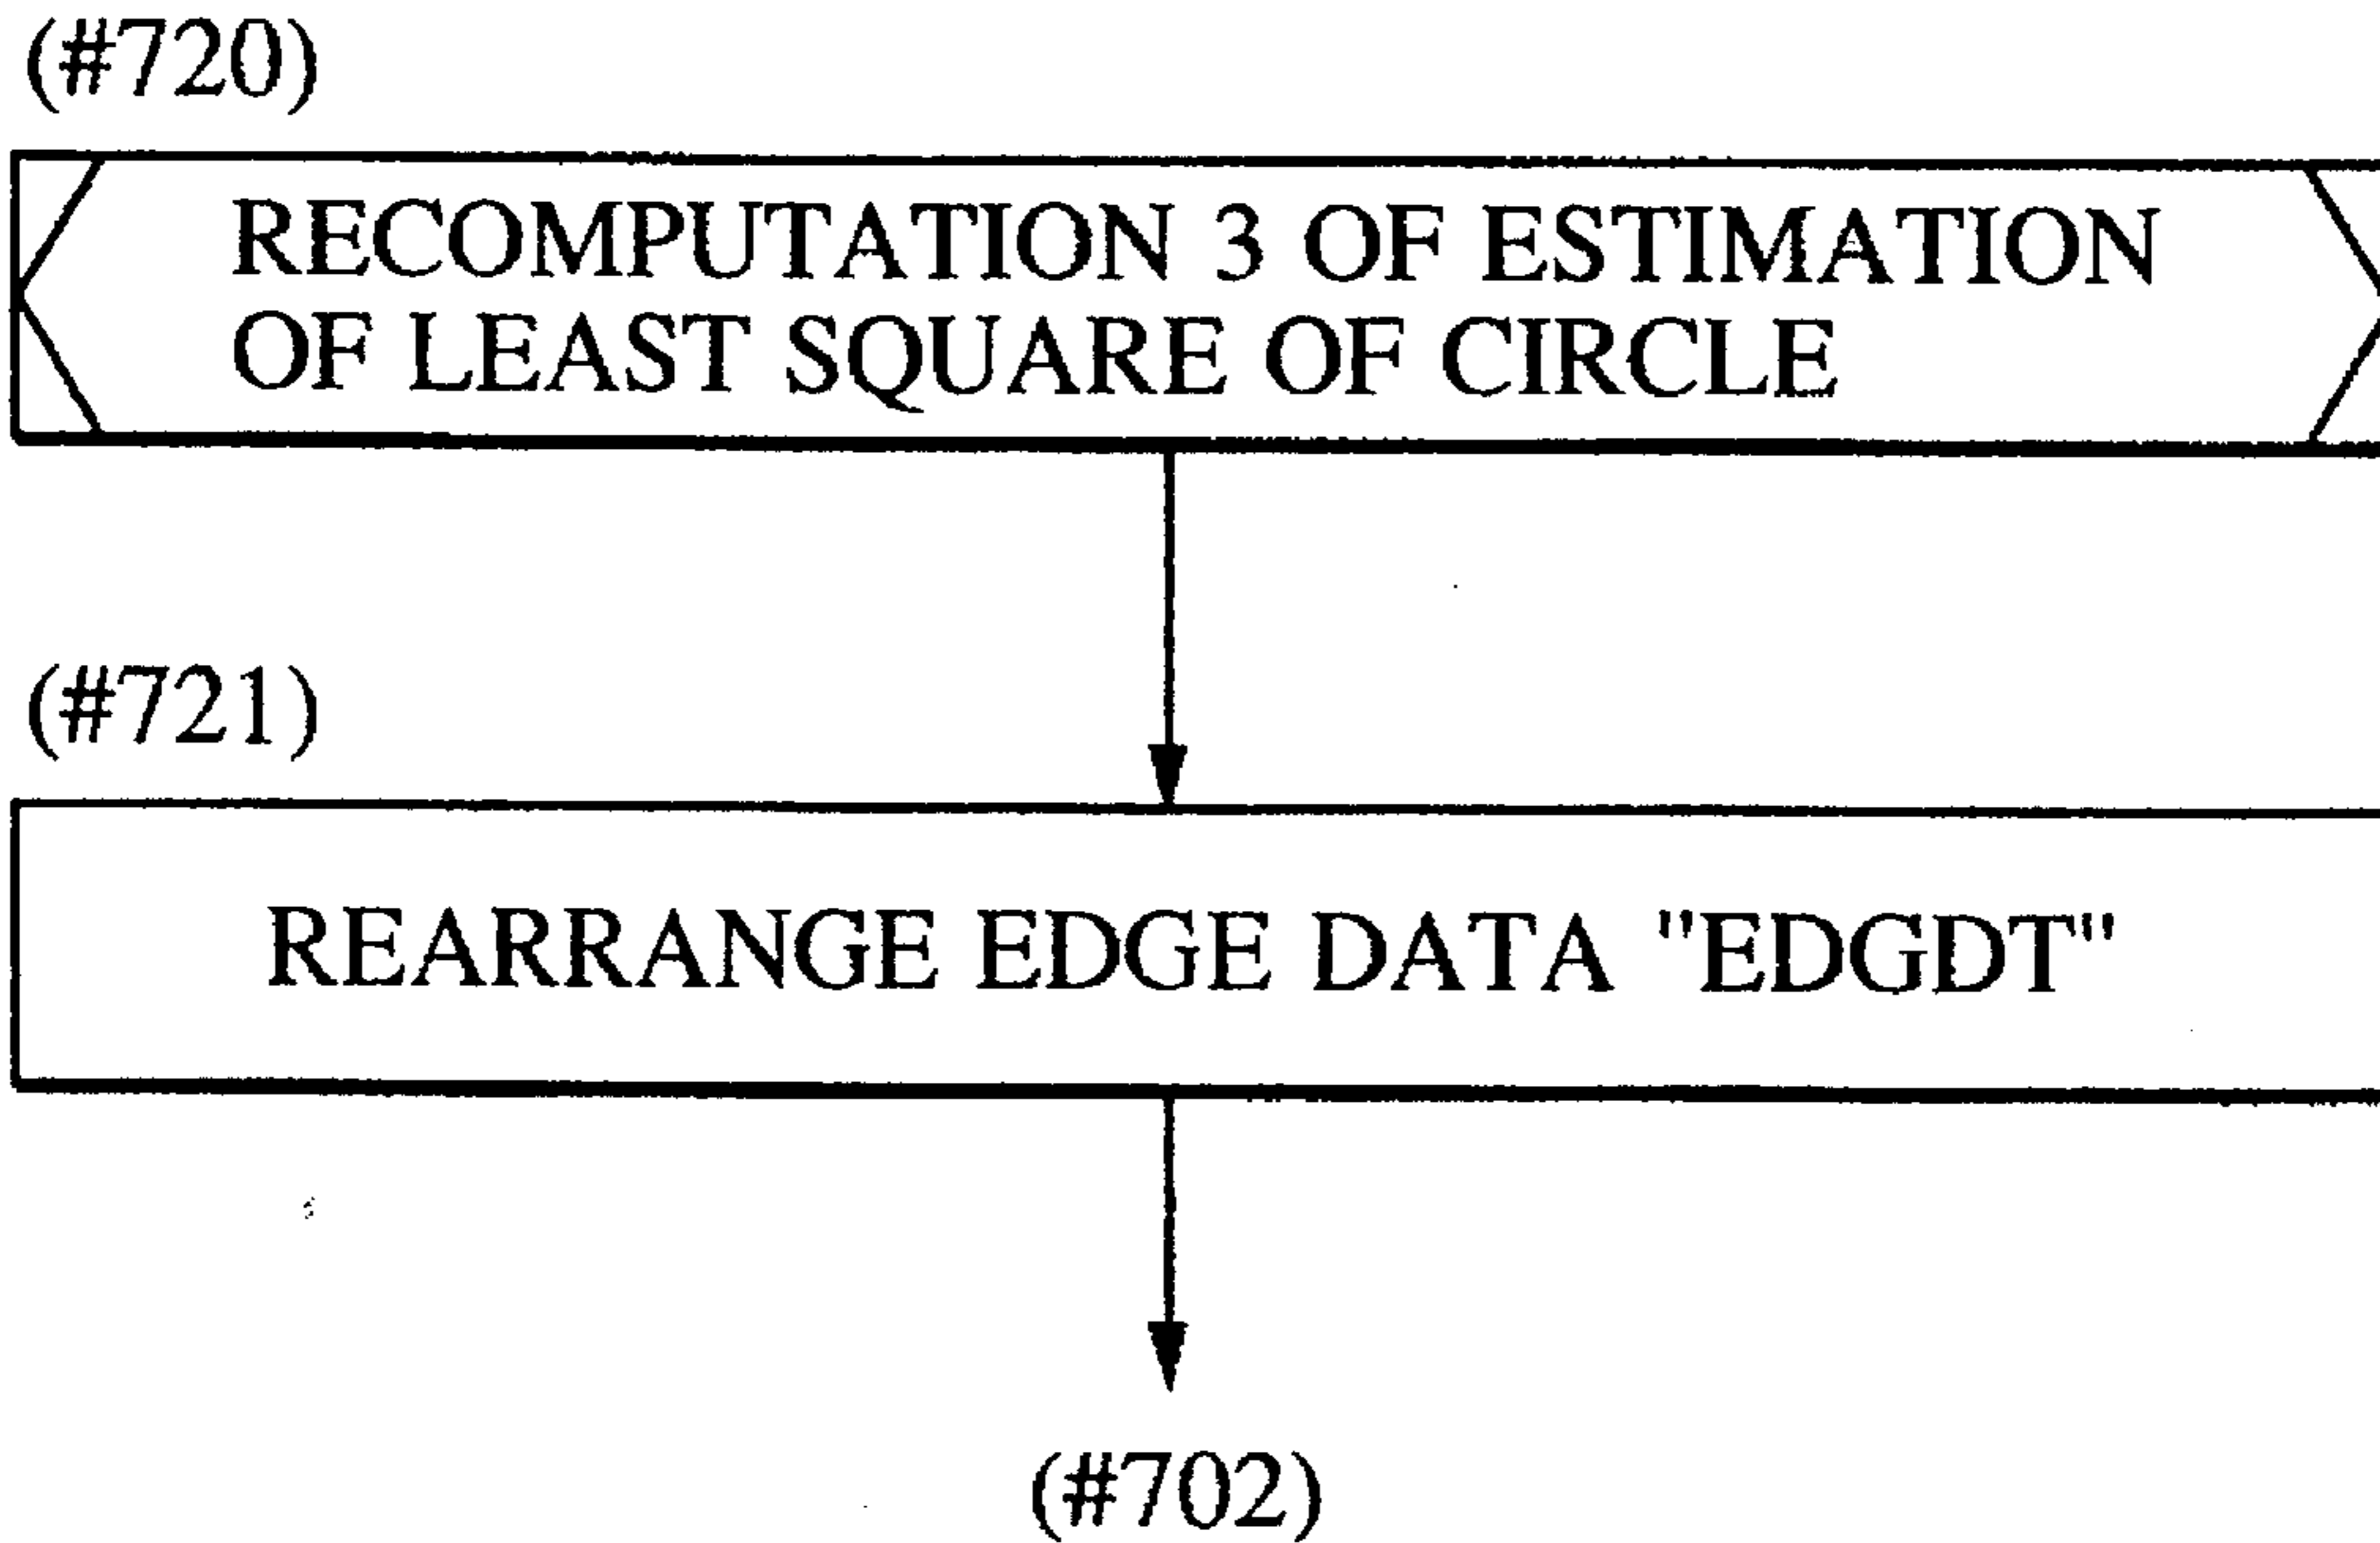 (#720)
RECOMPUTATION 3 OF ESTIMATION
OF LEAST SQUARE OF CIRCLE
(#721)
REARRANGE EDGE DATA "EDGDT"
(#702)